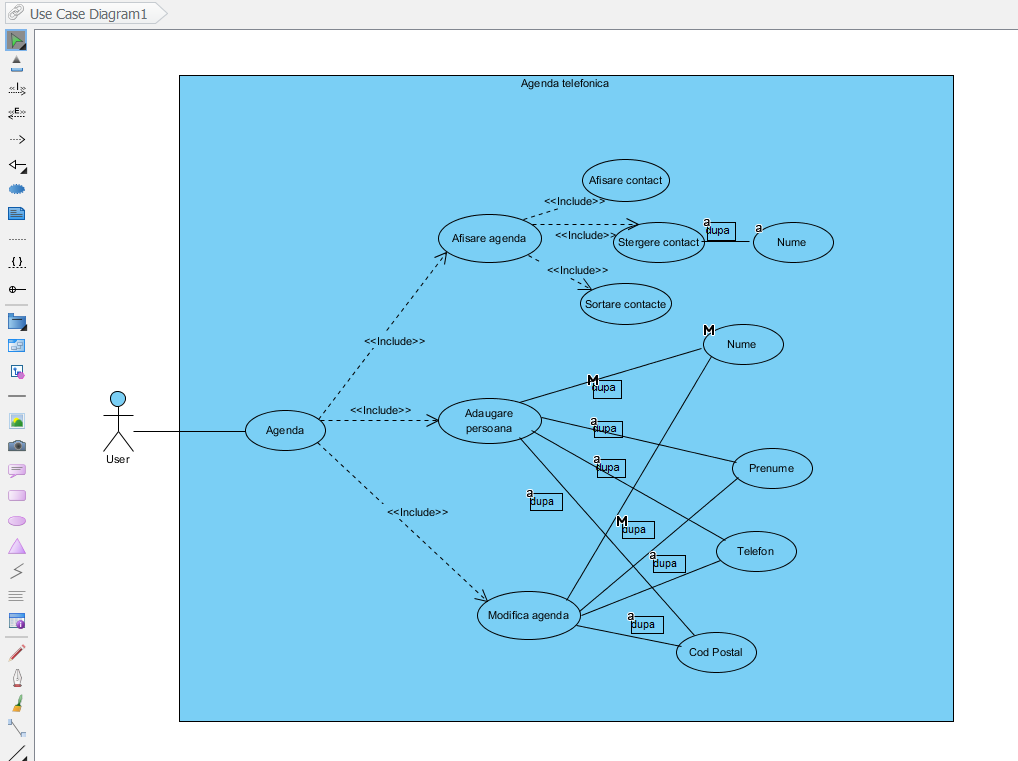 Use Case Diagram1
Agenda telefonica
Afisare contact
<<Include>>
Afisare agenda
<<Include>>
Stergere contact
a
dupa
a
Nume
<<Include>>
Sortare contacte
M
Nume
<<Include>>
M
dupa
<<Include>>
Adaugare
persoana
a
dupa
Agenda
User
a
dupa
Prenume
a
dupa
<<Include>>
M
dupa
Telefon
a
dupa
Modifica agenda
a
dupa
Cod Postal